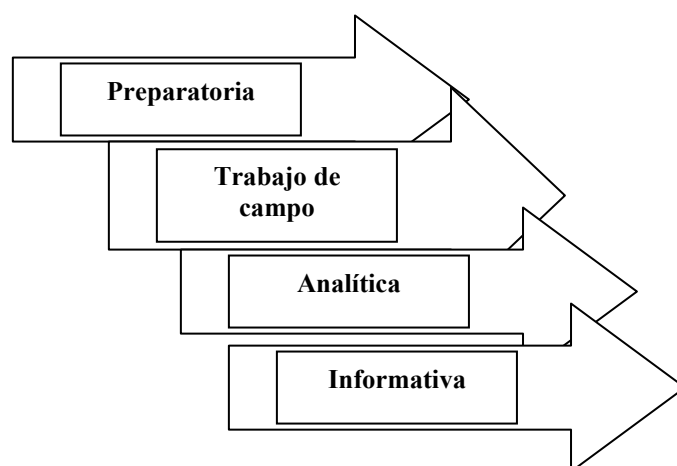 Preparatoria
Trabajo de
campo
Analítica
Informativa